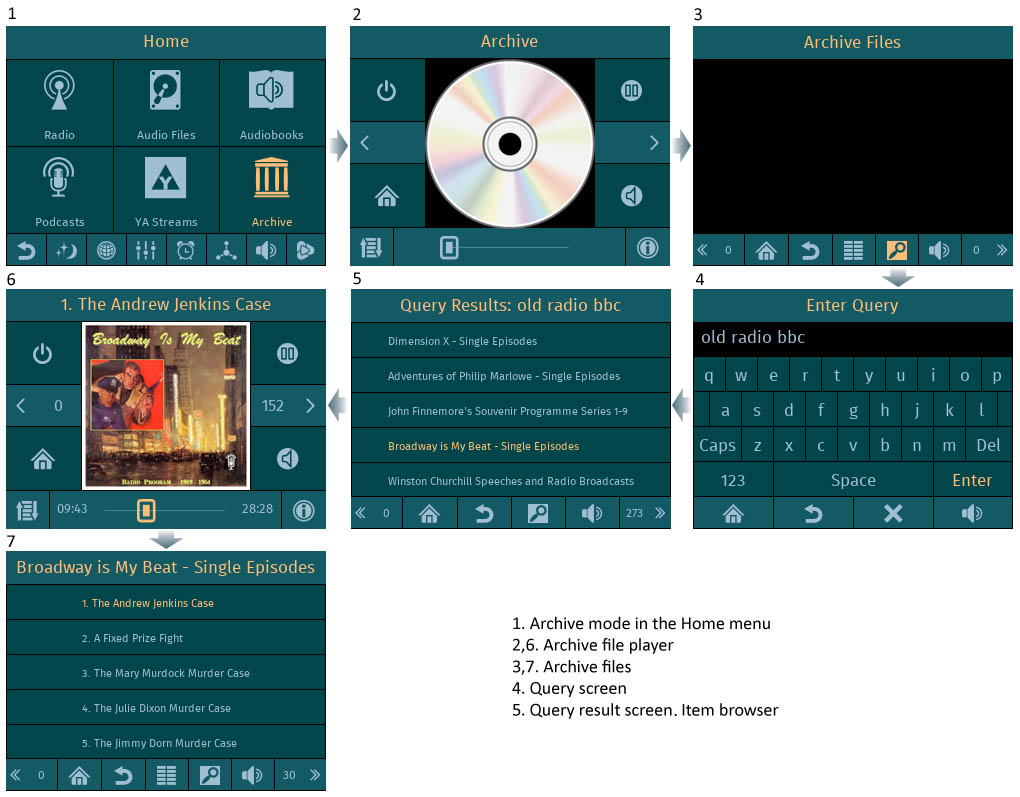 1
Home
Radio
Audio Files
Audiobooks
Podcasts
YA Streams
Archive
2
Archive
3
Archive Files
0
0
6
1. The Andrew Jenkins Case
0
152
Broadway Is My Beat
RADIO PROGRAM 1949 - 1954
09:43
28:28
5
Query Results: old radio bbc
Dimension X - Single Episodes
Adventures of Philip Marlowe - Single Episodes
John Finnemore's Souvenir Programme Series 1-9
Broadway is My Beat - Single Episodes
Winston Churchill Speeches and Radio Broadcasts
0
273
4
Enter Query
old radio bbc
q w e r t y u i o p
a s d f g h j k l
Caps z x c v b n m Del
123 Space Enter
7
Broadway is My Beat - Single Episodes
1. The Andrew Jenkins Case
2. A Fixed Prize Fight
3. The Mary Murdock Murder Case
4. The Julie Dixon Murder Case
5. The Jimmy Dorn Murder Case
0
30
1. Archive mode in the Home menu
2,6. Archive file player
3,7. Archive files
4. Query screen
5. Query result screen. Item browser